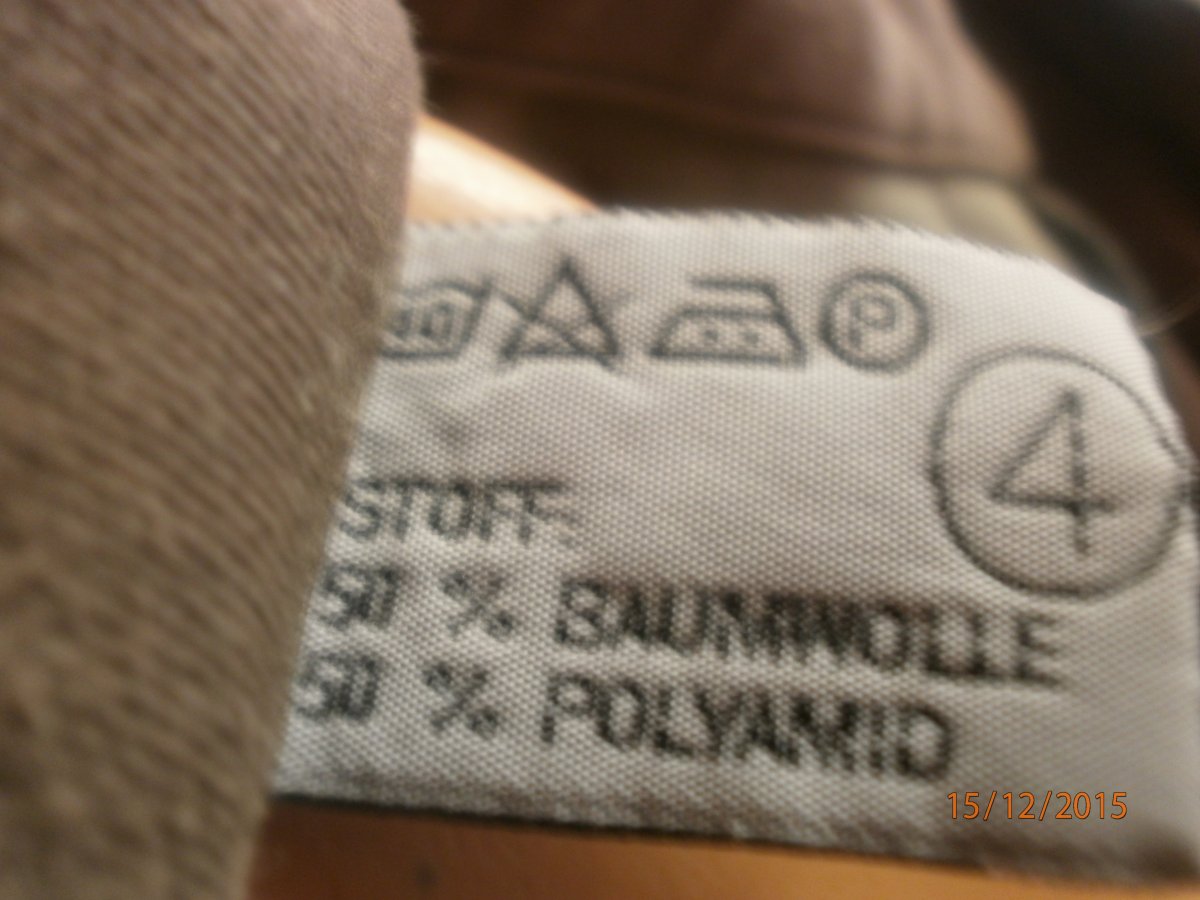 P
4
STOFF:
50 % BAUMWOLLE
50 % POLYAMID
15/12/2015